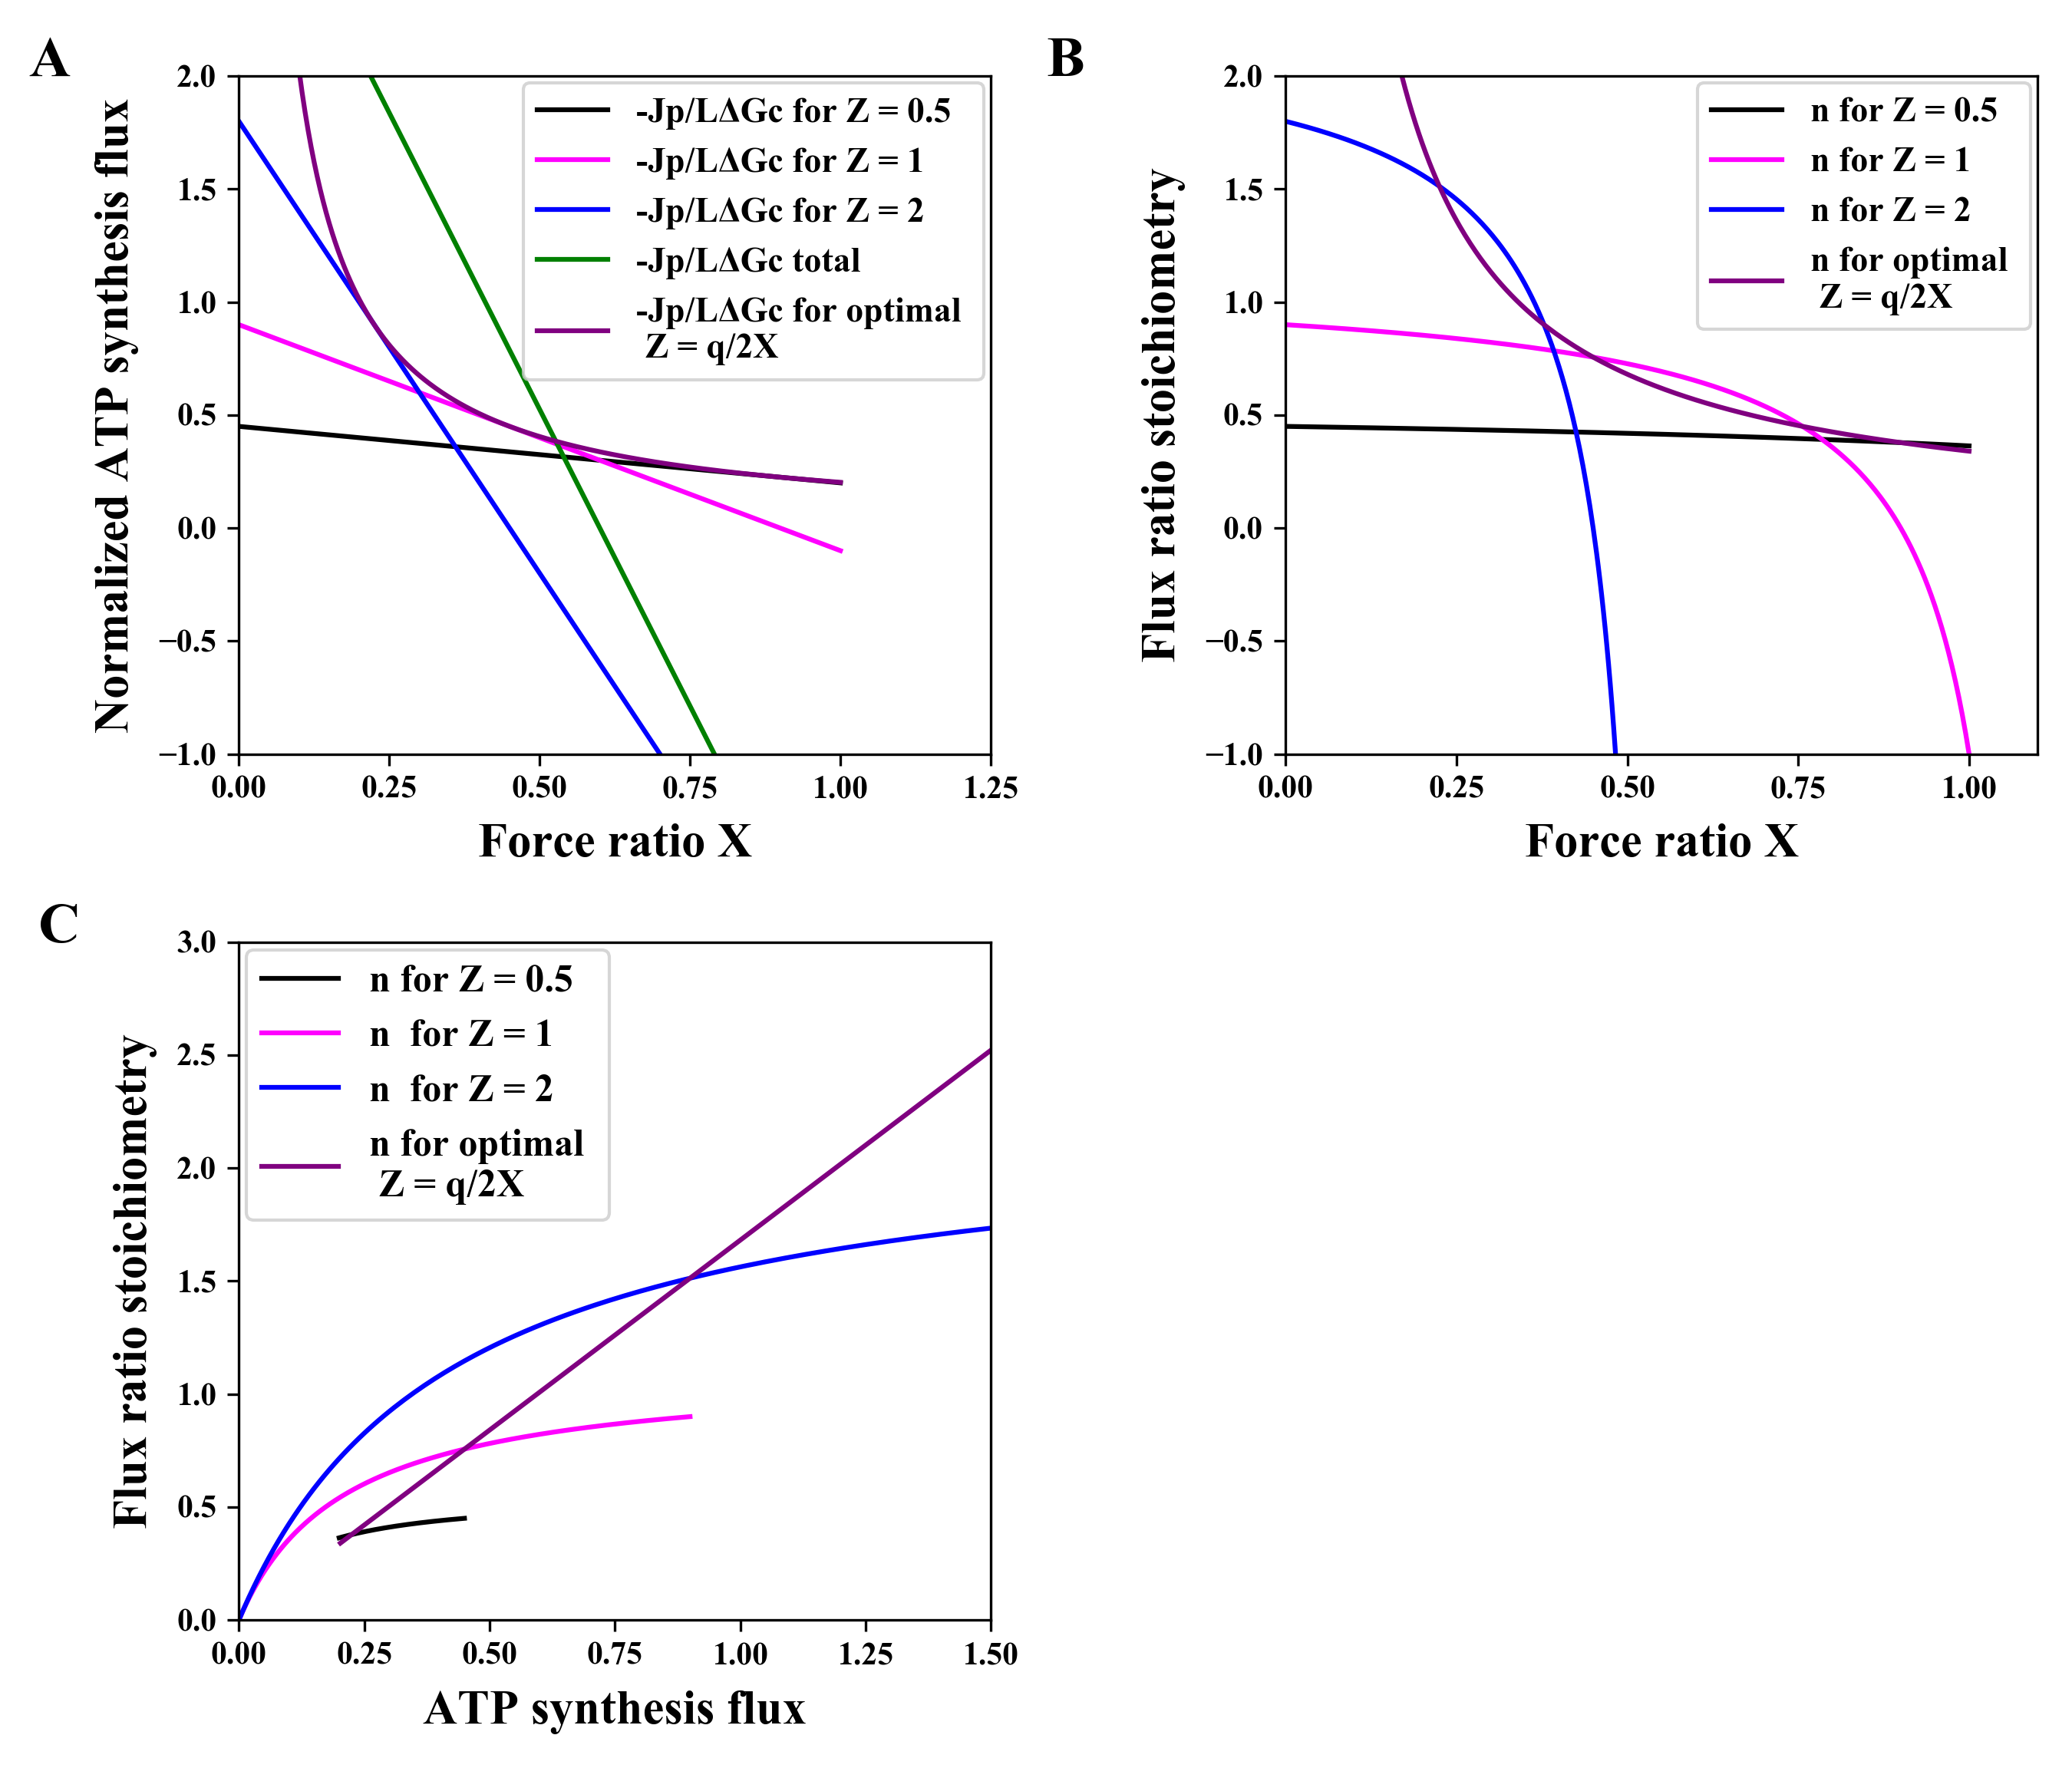 A
Normalized ATP synthesis flux
2.0
1.5
1.0
0.5
0.0
−0.5
−1.0
0.00 0.25 0.50 0.75 1.00 1.25
Force ratio X
-Jp/LΔGc for Z = 0.5
-Jp/LΔGc for Z = 1
-Jp/LΔGc for Z = 2
-Jp/LΔGc total
-Jp/LΔGc for optimal
Z = q/2X
B
Flux ratio stoichiometry
2.0
1.5
1.0
0.5
0.0
−0.5
−1.0
0.00 0.25 0.50 0.75 1.00
Force ratio X
n for Z = 0.5
n for Z = 1
n for Z = 2
n for optimal
Z = q/2X
C
Flux ratio stoichiometry
3.0
2.5
2.0
1.5
1.0
0.5
0.0
0.00 0.25 0.50 0.75 1.00 1.25 1.50
ATP synthesis flux
n for Z = 0.5
n for Z = 1
n for Z = 2
n for optimal
Z = q/2X